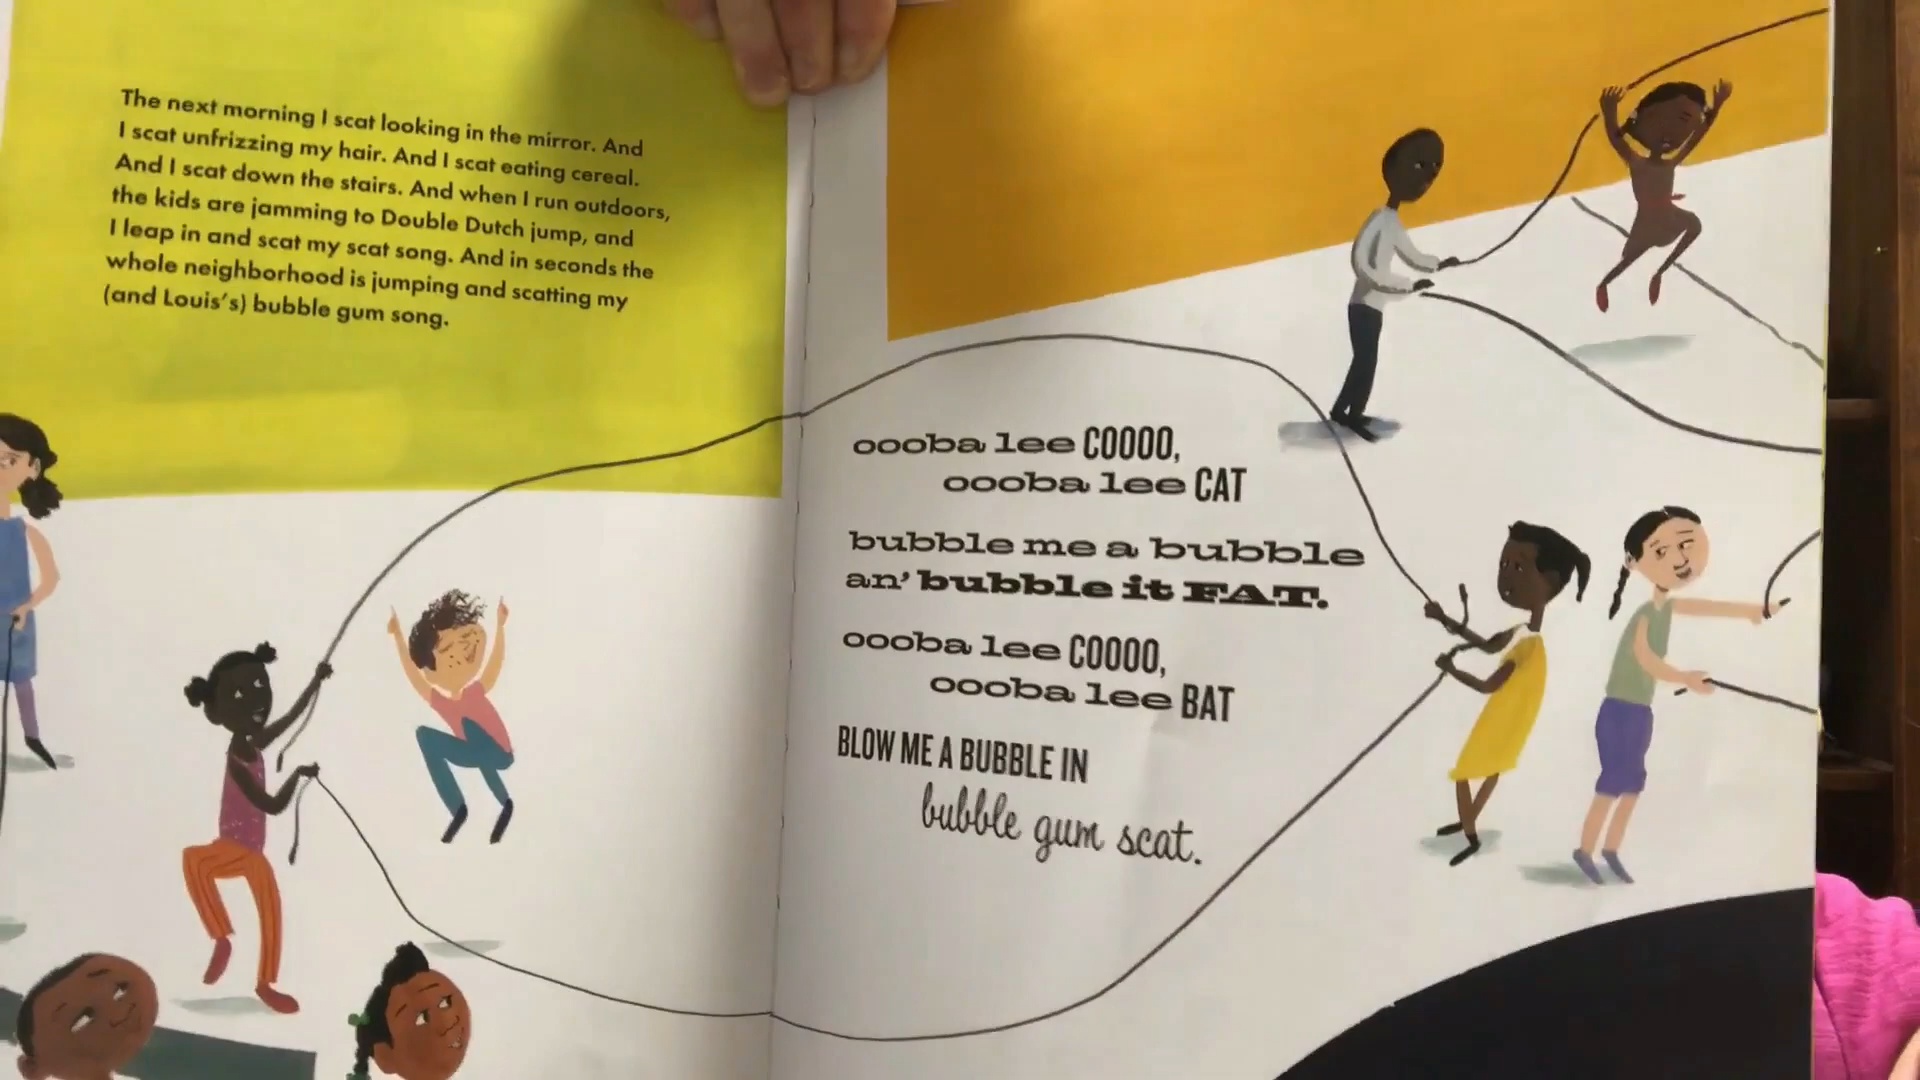 The next morning I scat looking in the mirror. And
I scat unfrizzing my hair. And I scat eating cereal.
And I scat down the stairs. And when I run outdoors,
the kids are jamming to Double Dutch jump, and
I leap in and scat my scat song. And in seconds the
whole neighborhood is jumping and scatting my
(and Louis's) bubble gum song.
oooba lee COOOO,
oooba lee CAT
bubble me a bubble
an' bubble it FAT.
oooba lee COOOO,
oooba lee BAT
BLOW ME A BUBBLE IN
bubble gum scat.